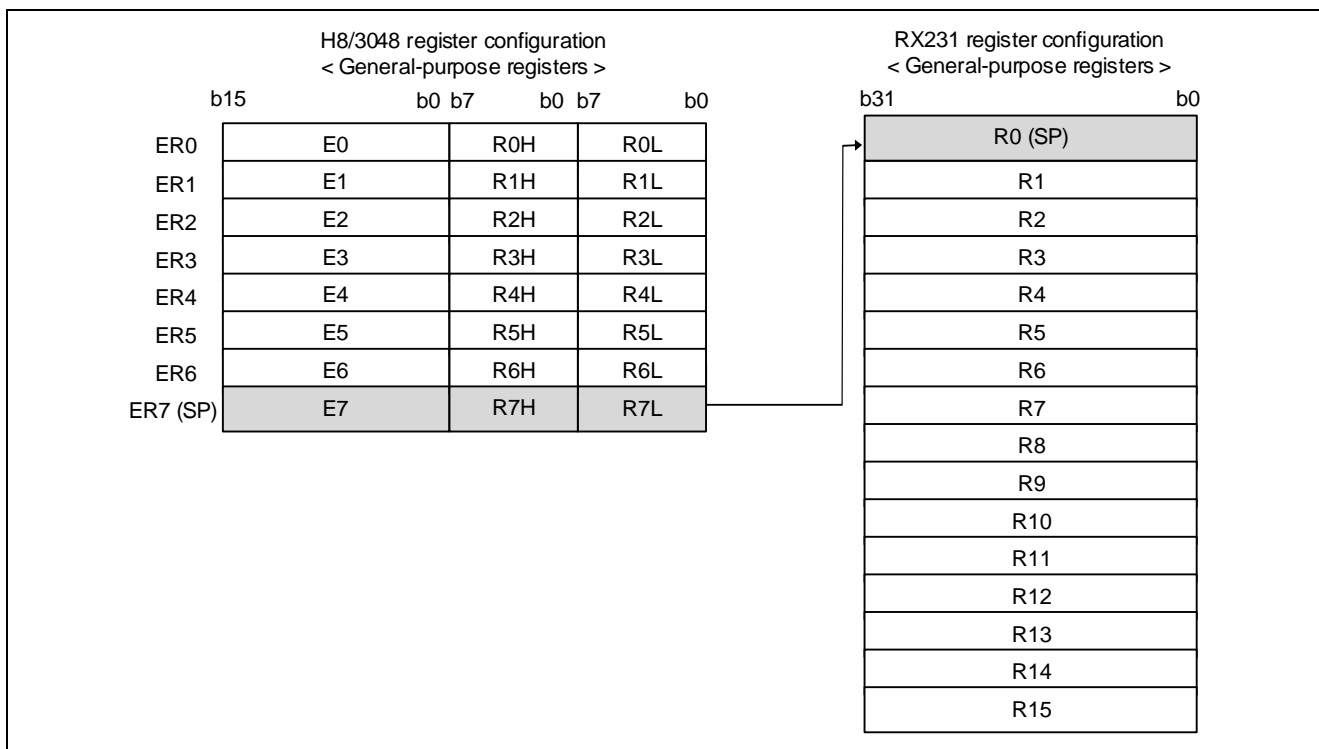 H8/3048 register configuration
< General-purpose registers >
b15 b0 b7 b0 b7 b0
ER0 E0 R0H R0L
ER1 E1 R1H R1L
ER2 E2 R2H R2L
ER3 E3 R3H R3L
ER4 E4 R4H R4L
ER5 E5 R5H R5L
ER6 E6 R6H R6L
ER7 (SP) E7 R7H R7L
RX231 register configuration
< General-purpose registers >
b31 b0
R0 (SP)
R1
R2
R3
R4
R5
R6
R7
R8
R9
R10
R11
R12
R13
R14
R15